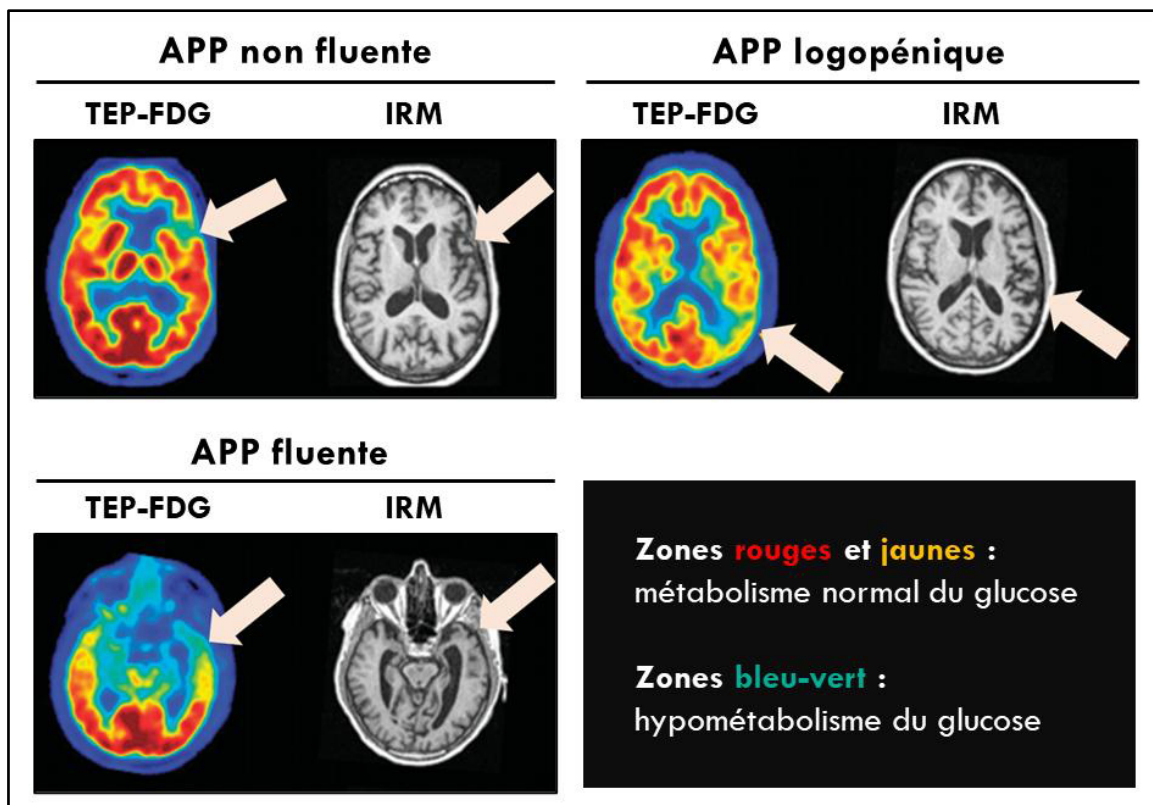 APP non fluente
TEP-FDG IRM
APP logopénique
TEP-FDG IRM
APP fluente
TEP-FDG IRM
Zones rouges et jaunes :
métabolisme normal du glucose
Zones bleu-vert :
hypométabolisme du glucose